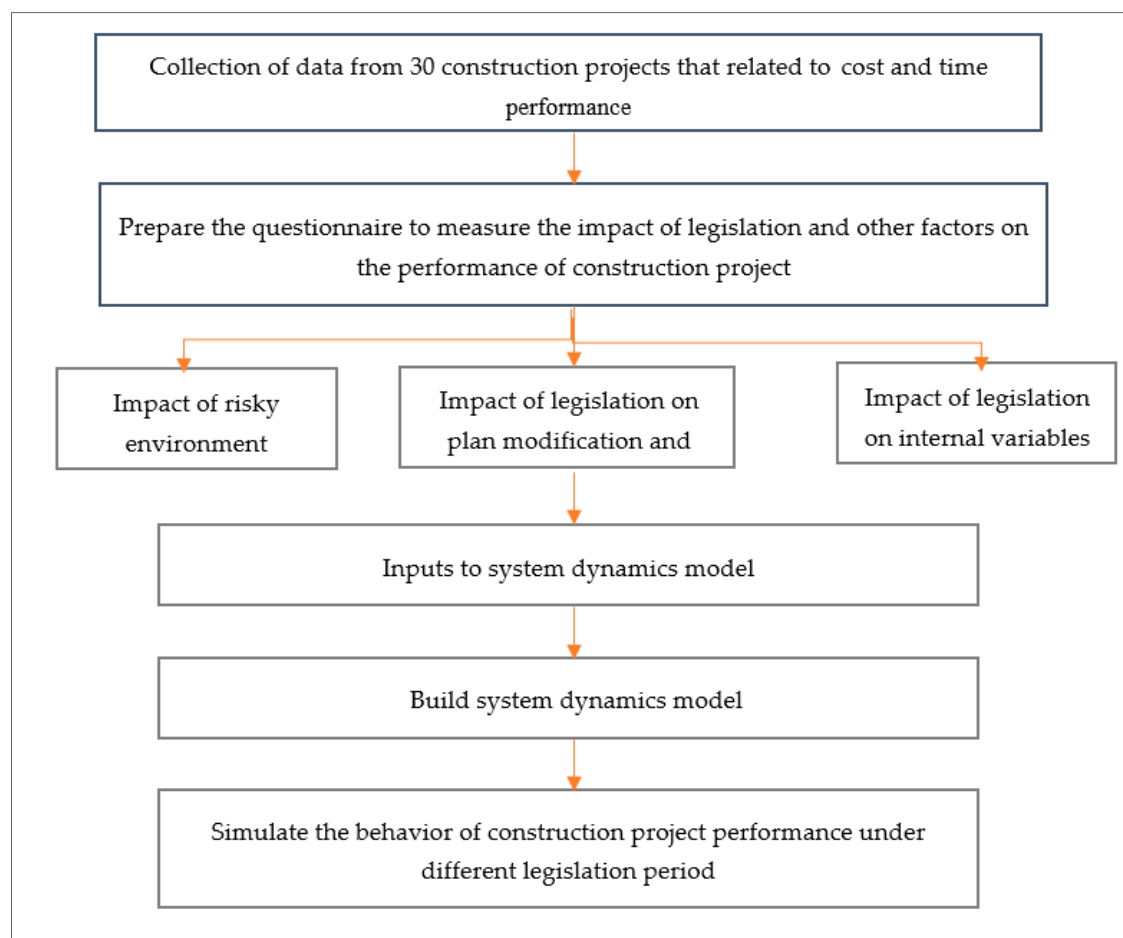 Collection of data from 30 construction projects that related to cost and time
performance
Prepare the questionnaire to measure the impact of legislation and other factors on
the performance of construction project
Impact of risky
environment
Impact of legislation on
plan modification and
Impact of legislation
on internal variables
Inputs to system dynamics model
Build system dynamics model
Simulate the behavior of construction project performance under
different legislation period